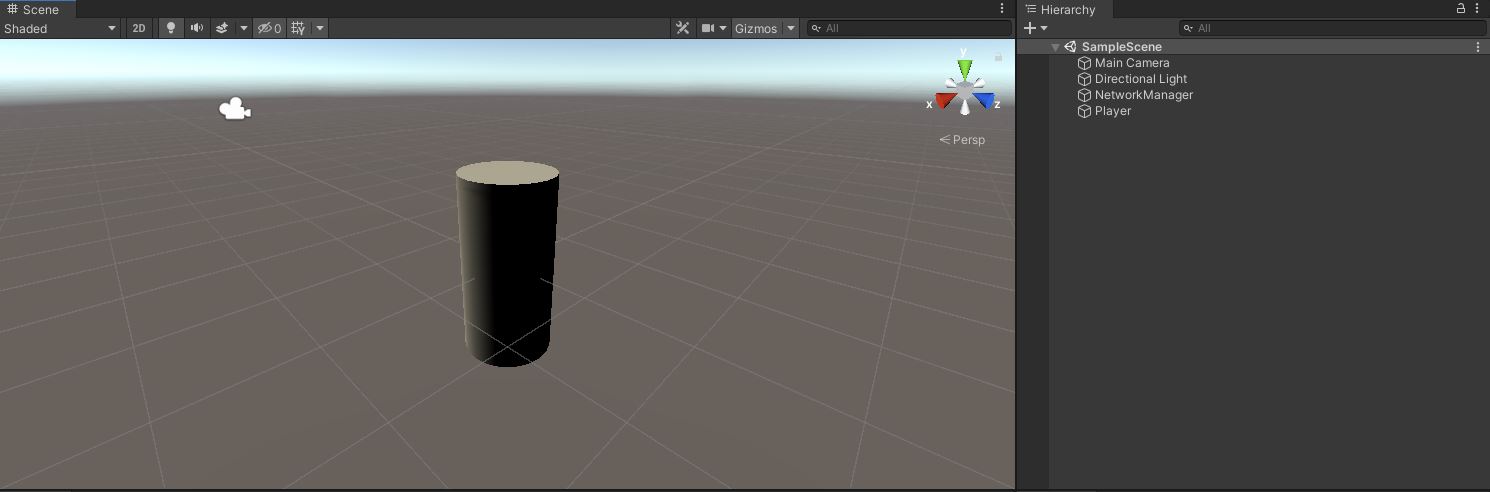 Scene
Shaded 2D 0 Gizmos All
y
x z
Persp
Hierarchy
All
SampleScene
Main Camera
Directional Light
NetworkManager
Player